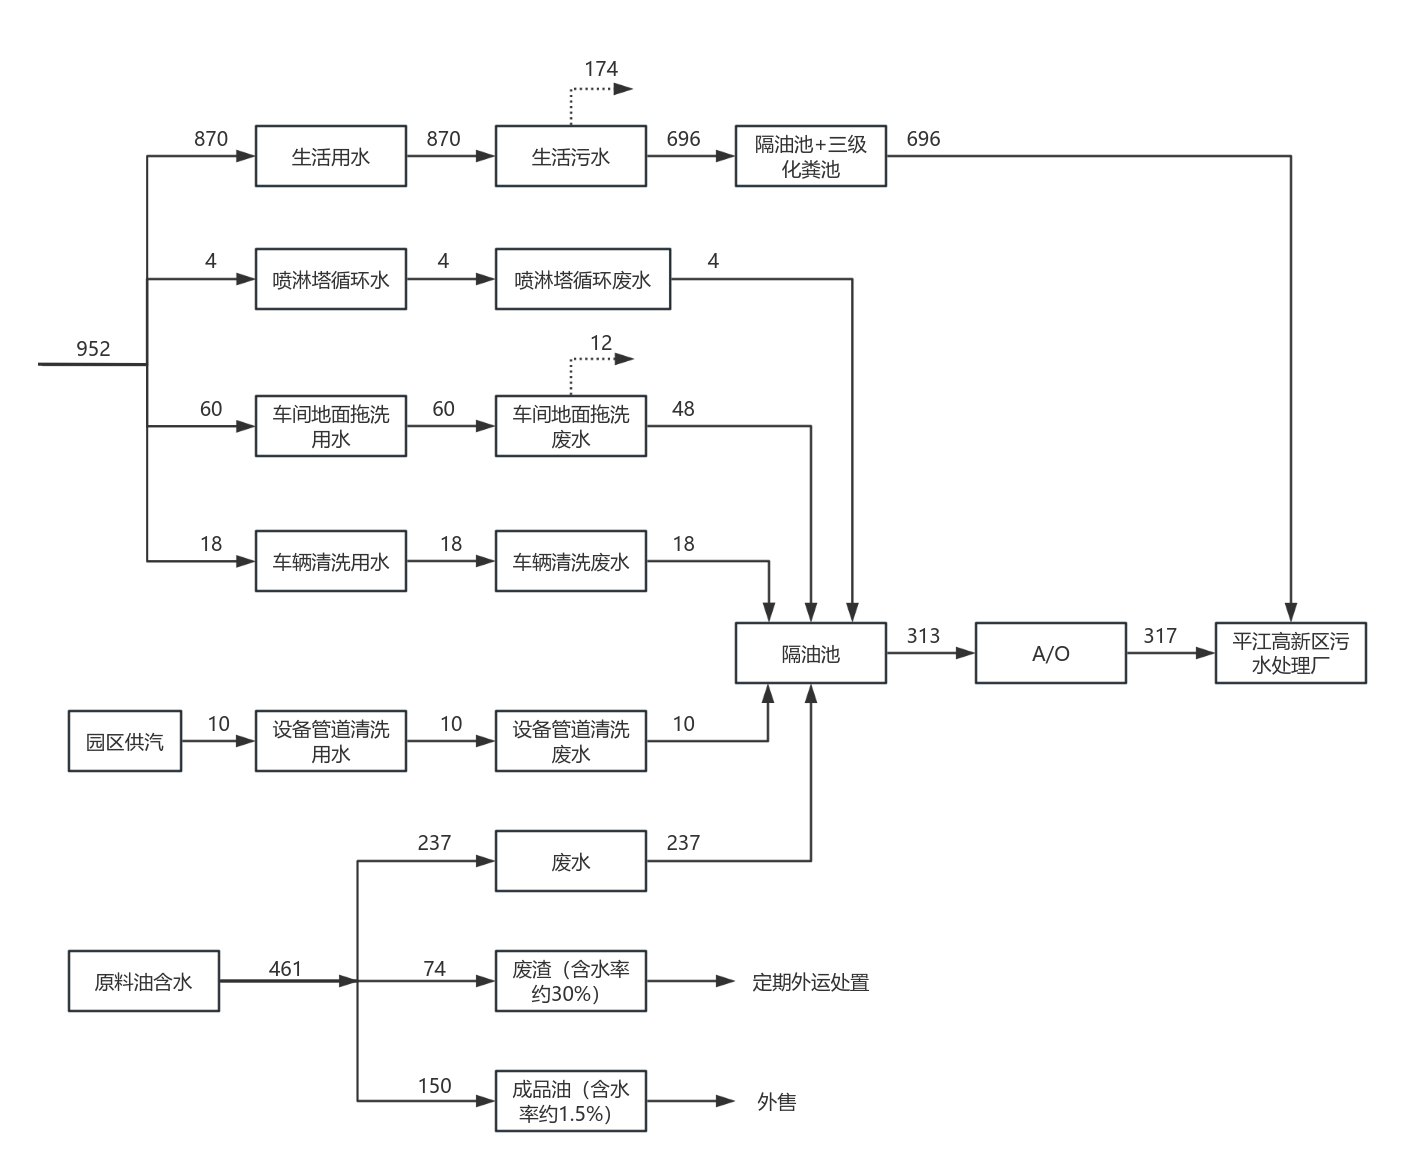 174
870
生活用水
870
生活污水
696
隔油池+三级
化粪池
696
4
喷淋塔循环水
4
喷淋塔循环废水
4
952
12
60
车间地面拖洗
用水
60
车间地面拖洗
废水
48
18
车辆清洗用水
18
车辆清洗废水
18
隔油池
313
A/O
317
平江高新区污
水处理厂
园区供汽
10
设备管道清洗
用水
10
设备管道清洗
废水
10
237
废水
237
原料油含水
461
74
废渣（含水率
约30%）
定期外运处置
150
成品油（含水
率约1.5%）
外售